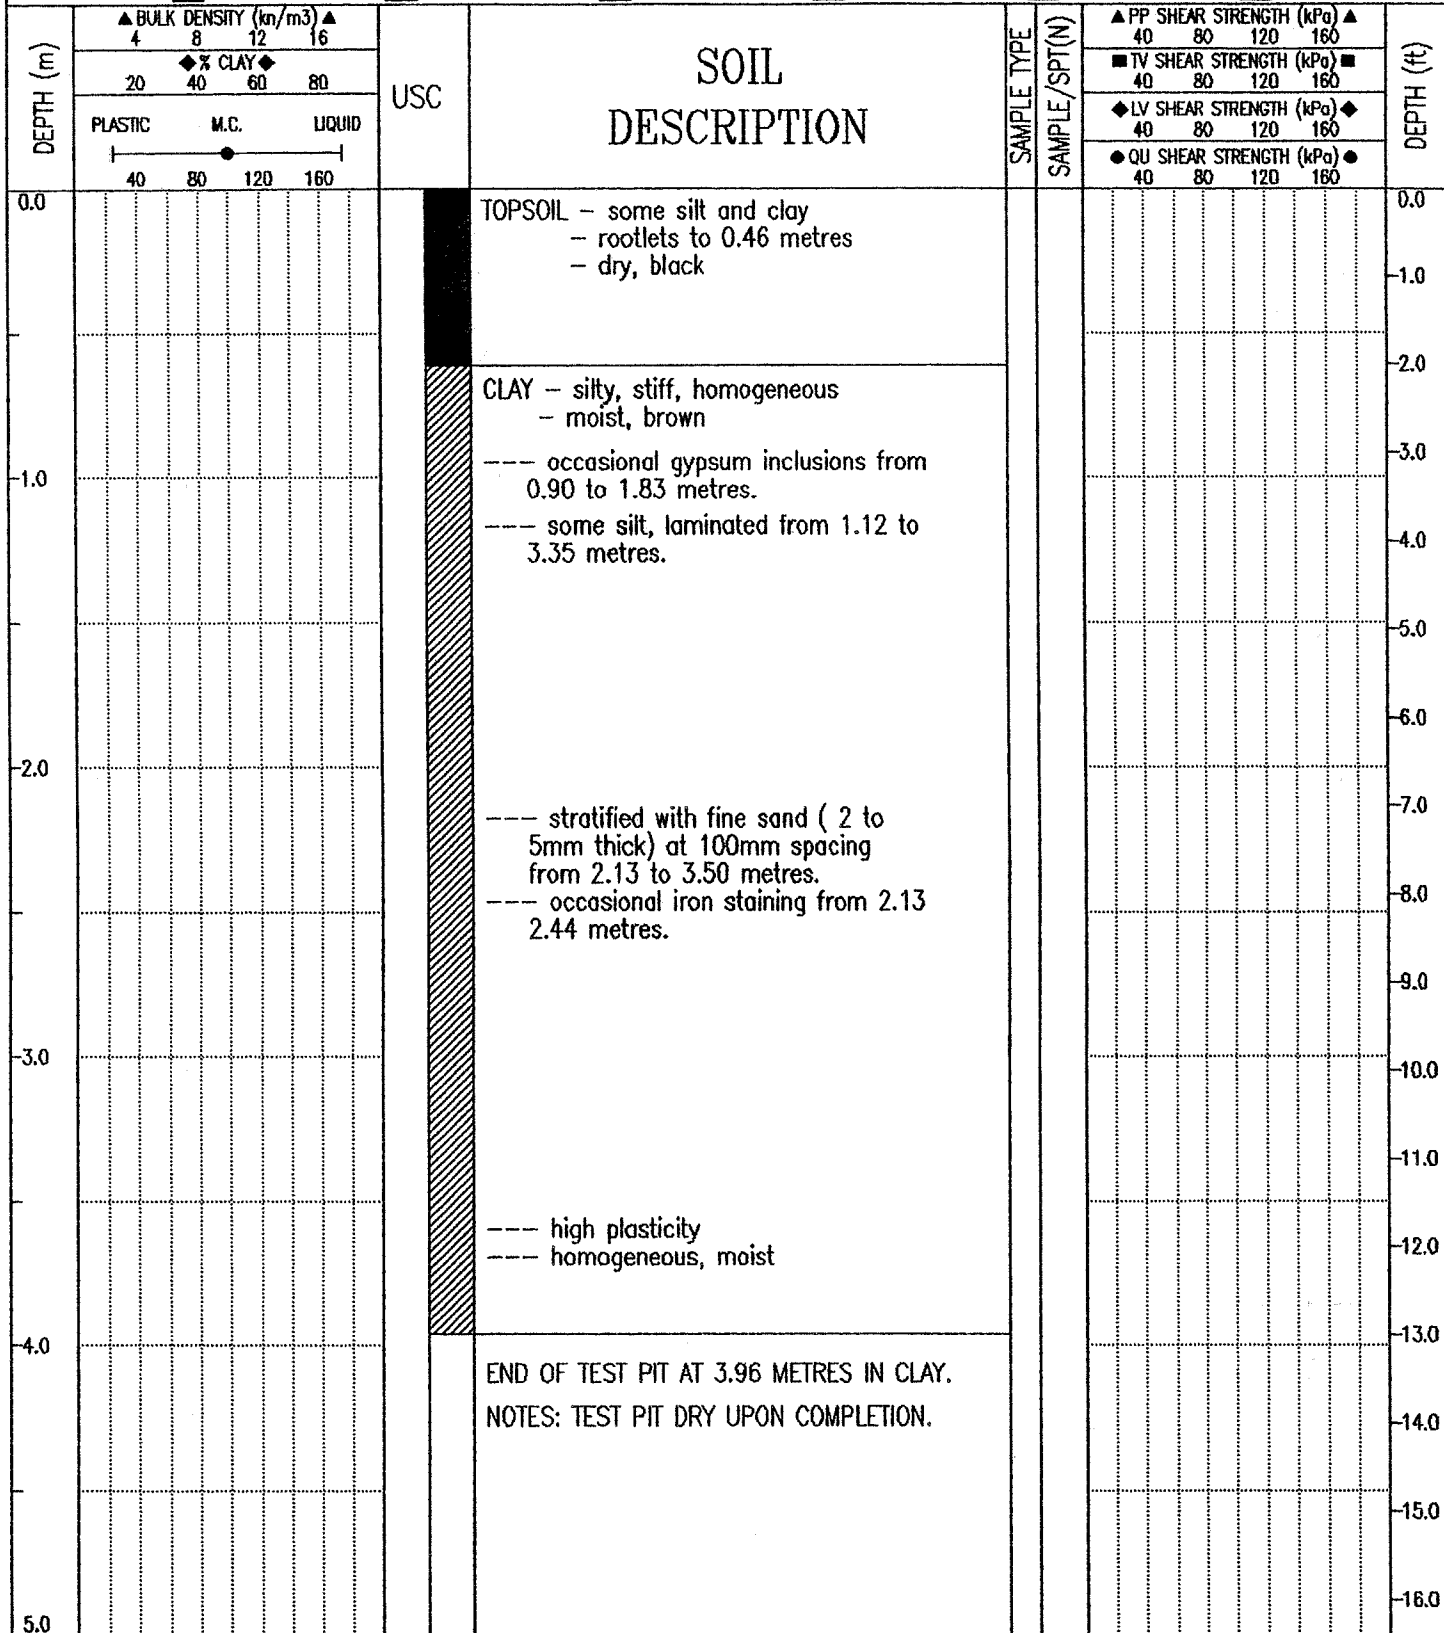 DEPTH (m)
▲ BULK DENSITY (kn/m3) ▲
4 8 12 16
◆ % CLAY ◆
20 40 60 80
PLASTIC M.C. LIQUID
40 80 120 160
USC
SOIL
DESCRIPTION
SAMPLE TYPE
SAMPLE/SPT(N)
▲ PP SHEAR STRENGTH (kPa) ▲
40 80 120 160
■ TV SHEAR STRENGTH (kPa) ■
40 80 120 160
◆ LV SHEAR STRENGTH (kPa) ◆
40 80 120 160
● QU SHEAR STRENGTH (kPa) ●
40 80 120 160
DEPTH (ft)
0.0
1.0
2.0
3.0
4.0
5.0
TOPSOIL – some silt and clay
– rootlets to 0.46 metres
– dry, black
CLAY – silty, stiff, homogeneous
– moist, brown
--- occasional gypsum inclusions from
0.90 to 1.83 metres.
--- some silt, laminated from 1.12 to
3.35 metres.
--- stratified with fine sand ( 2 to
5mm thick) at 100mm spacing
from 2.13 to 3.50 metres.
--- occasional iron staining from 2.13
2.44 metres.
--- high plasticity
--- homogeneous, moist
END OF TEST PIT AT 3.96 METRES IN CLAY.
NOTES: TEST PIT DRY UPON COMPLETION.
0.0
1.0
2.0
3.0
4.0
5.0
6.0
7.0
8.0
9.0
10.0
11.0
12.0
13.0
14.0
15.0
16.0